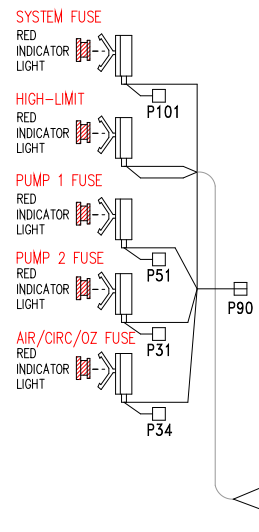 SYSTEM FUSE
RED
INDICATOR
LIGHT
P101
HIGH-LIMIT
RED
INDICATOR
LIGHT
PUMP 1 FUSE
RED
INDICATOR
LIGHT
P51
PUMP 2 FUSE
RED
INDICATOR
LIGHT
P90
P31
AIR/CIRC/OZ FUSE
RED
INDICATOR
LIGHT
P34